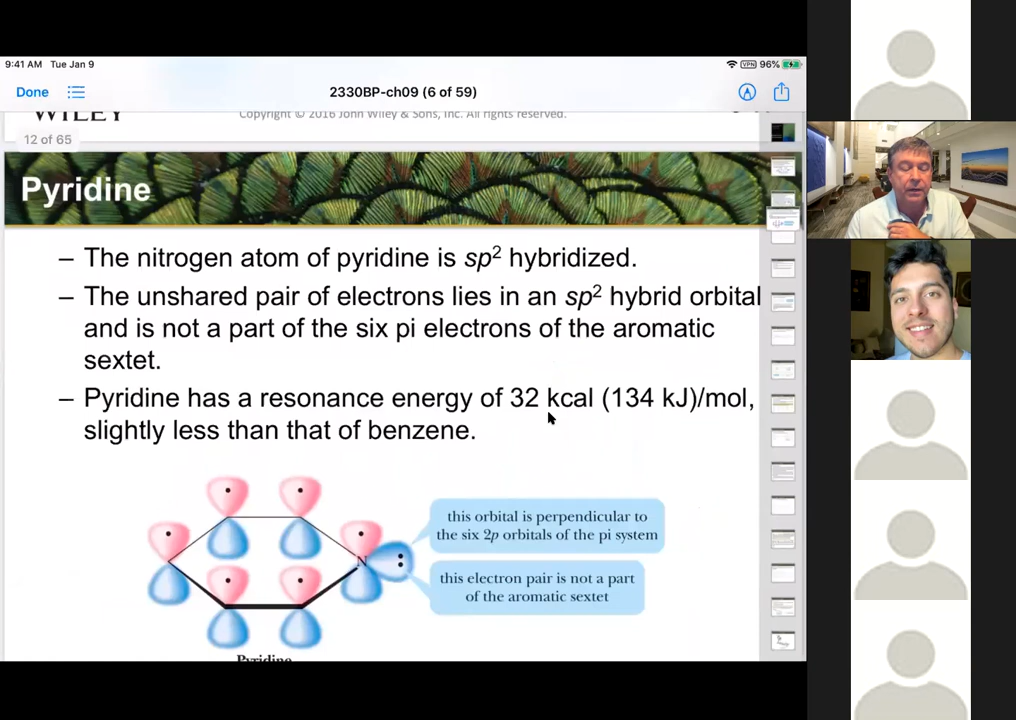 9:41 AM Tue Jan 9
VPN 96%
Done
2330BP-ch09 (6 of 59)
WILEY
Copyright © 2016 John Wiley & Sons, Inc. All rights reserved.
12 of 65
Pyridine
– The nitrogen atom of pyridine is sp2 hybridized.
– The unshared pair of electrons lies in an sp2 hybrid orbital
and is not a part of the six pi electrons of the aromatic
sextet.
– Pyridine has a resonance energy of 32 kcal (134 kJ)/mol,
slightly less than that of benzene.
this orbital is perpendicular to
the six 2p orbitals of the pi system
N
this electron pair is not a part
of the aromatic sextet
Pyridine